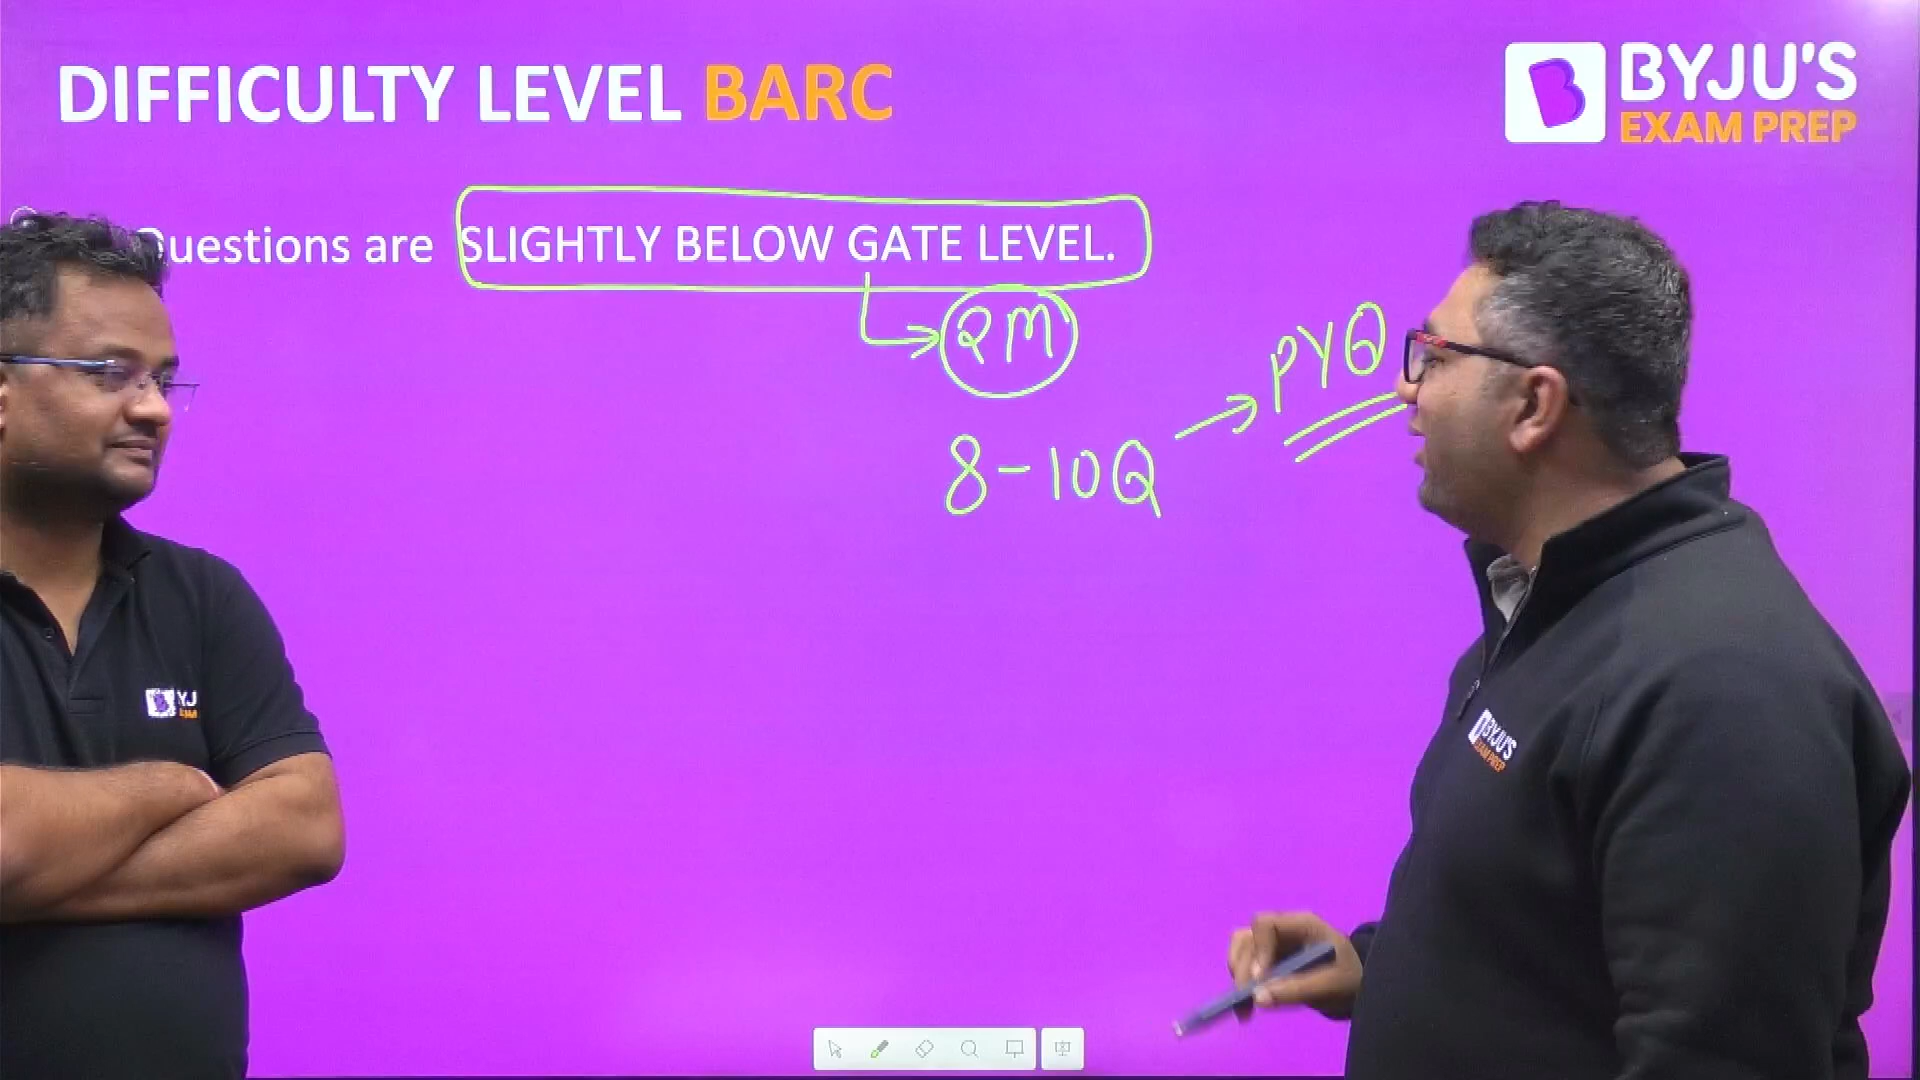 DIFFICULTY LEVEL BARC
BYJU'S
EXAM PREP
Questions are SLIGHTLY BELOW GATE LEVEL.
2M
PYQ
8-10Q
BYJU'S
EXAM PREP